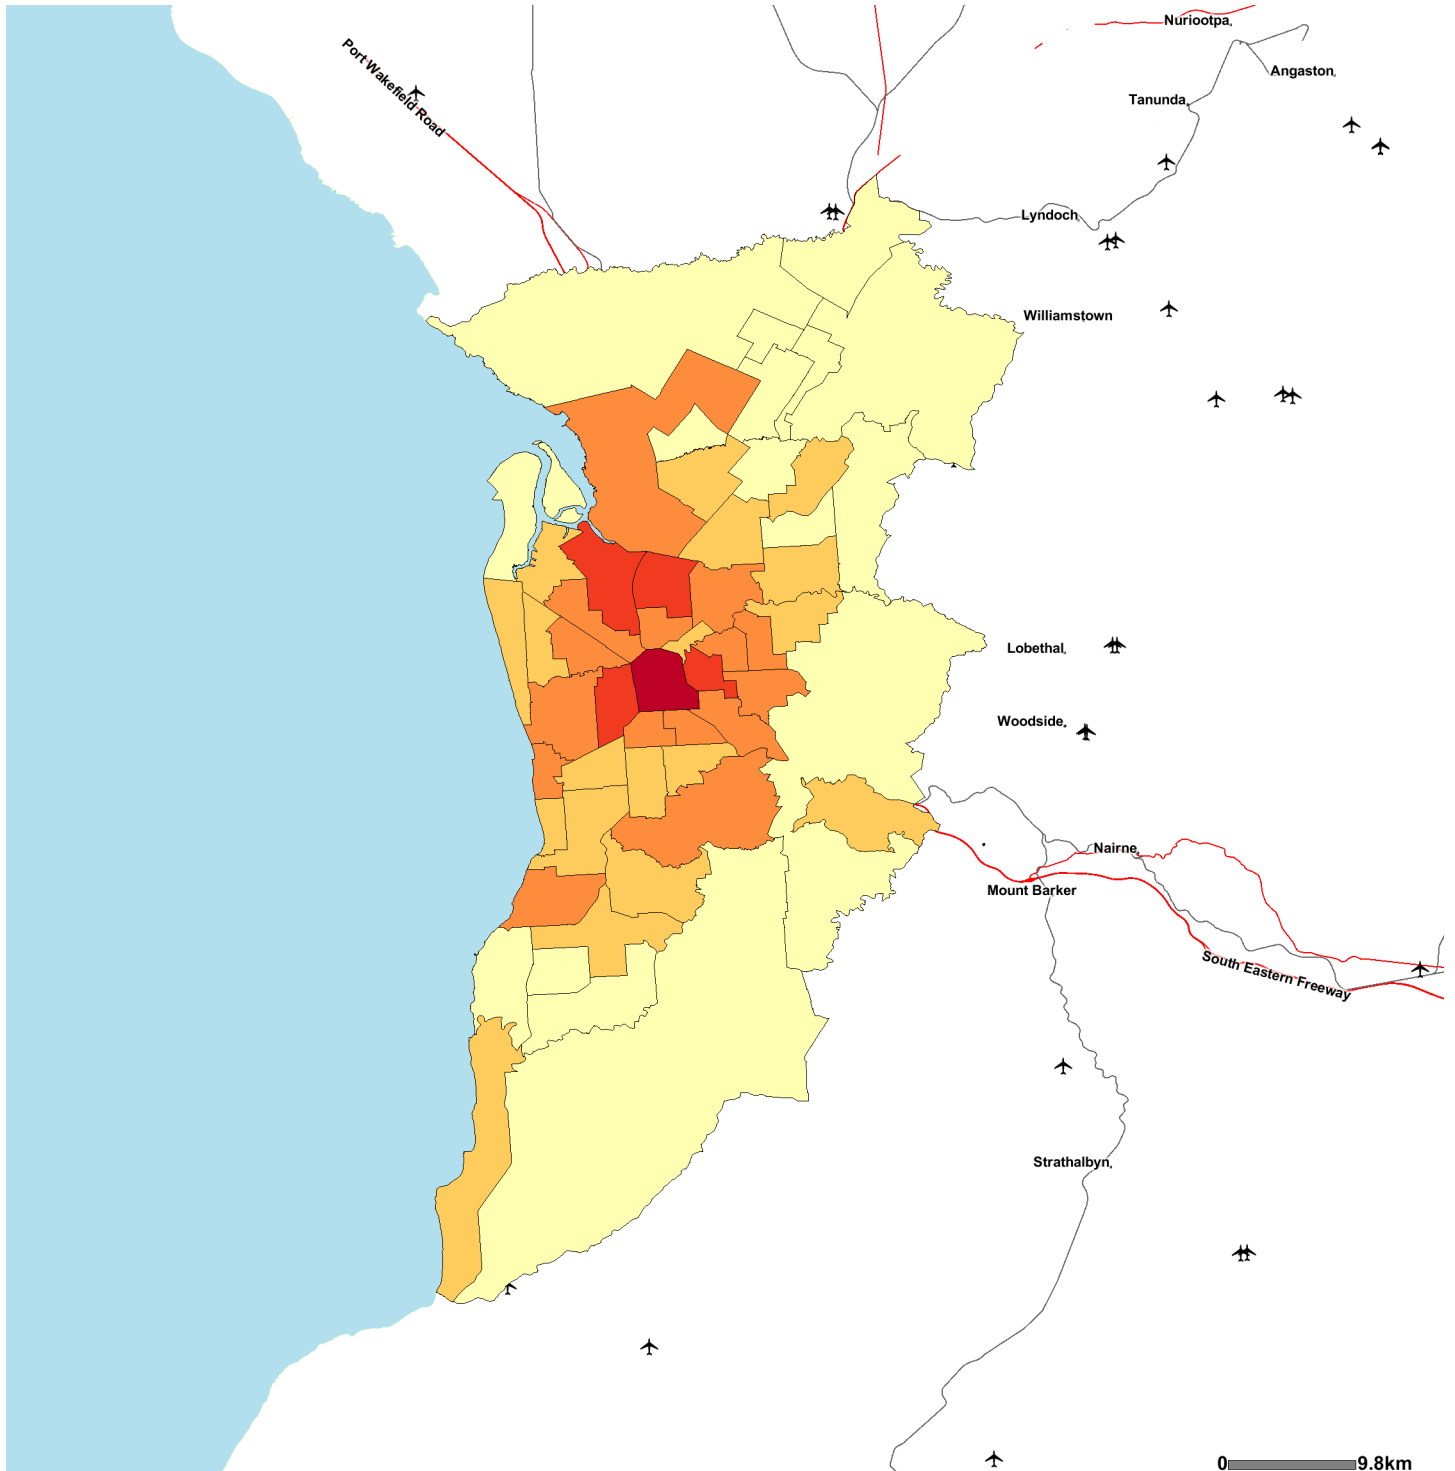 Nuriootpa
Port Wakefield Road
Angaston
Tanunda
Lyndoch
Williamstown
Lobethal
Woodside
Nairne
Mount Barker
South Eastern Freeway
Strathalbyn
0 9.8km